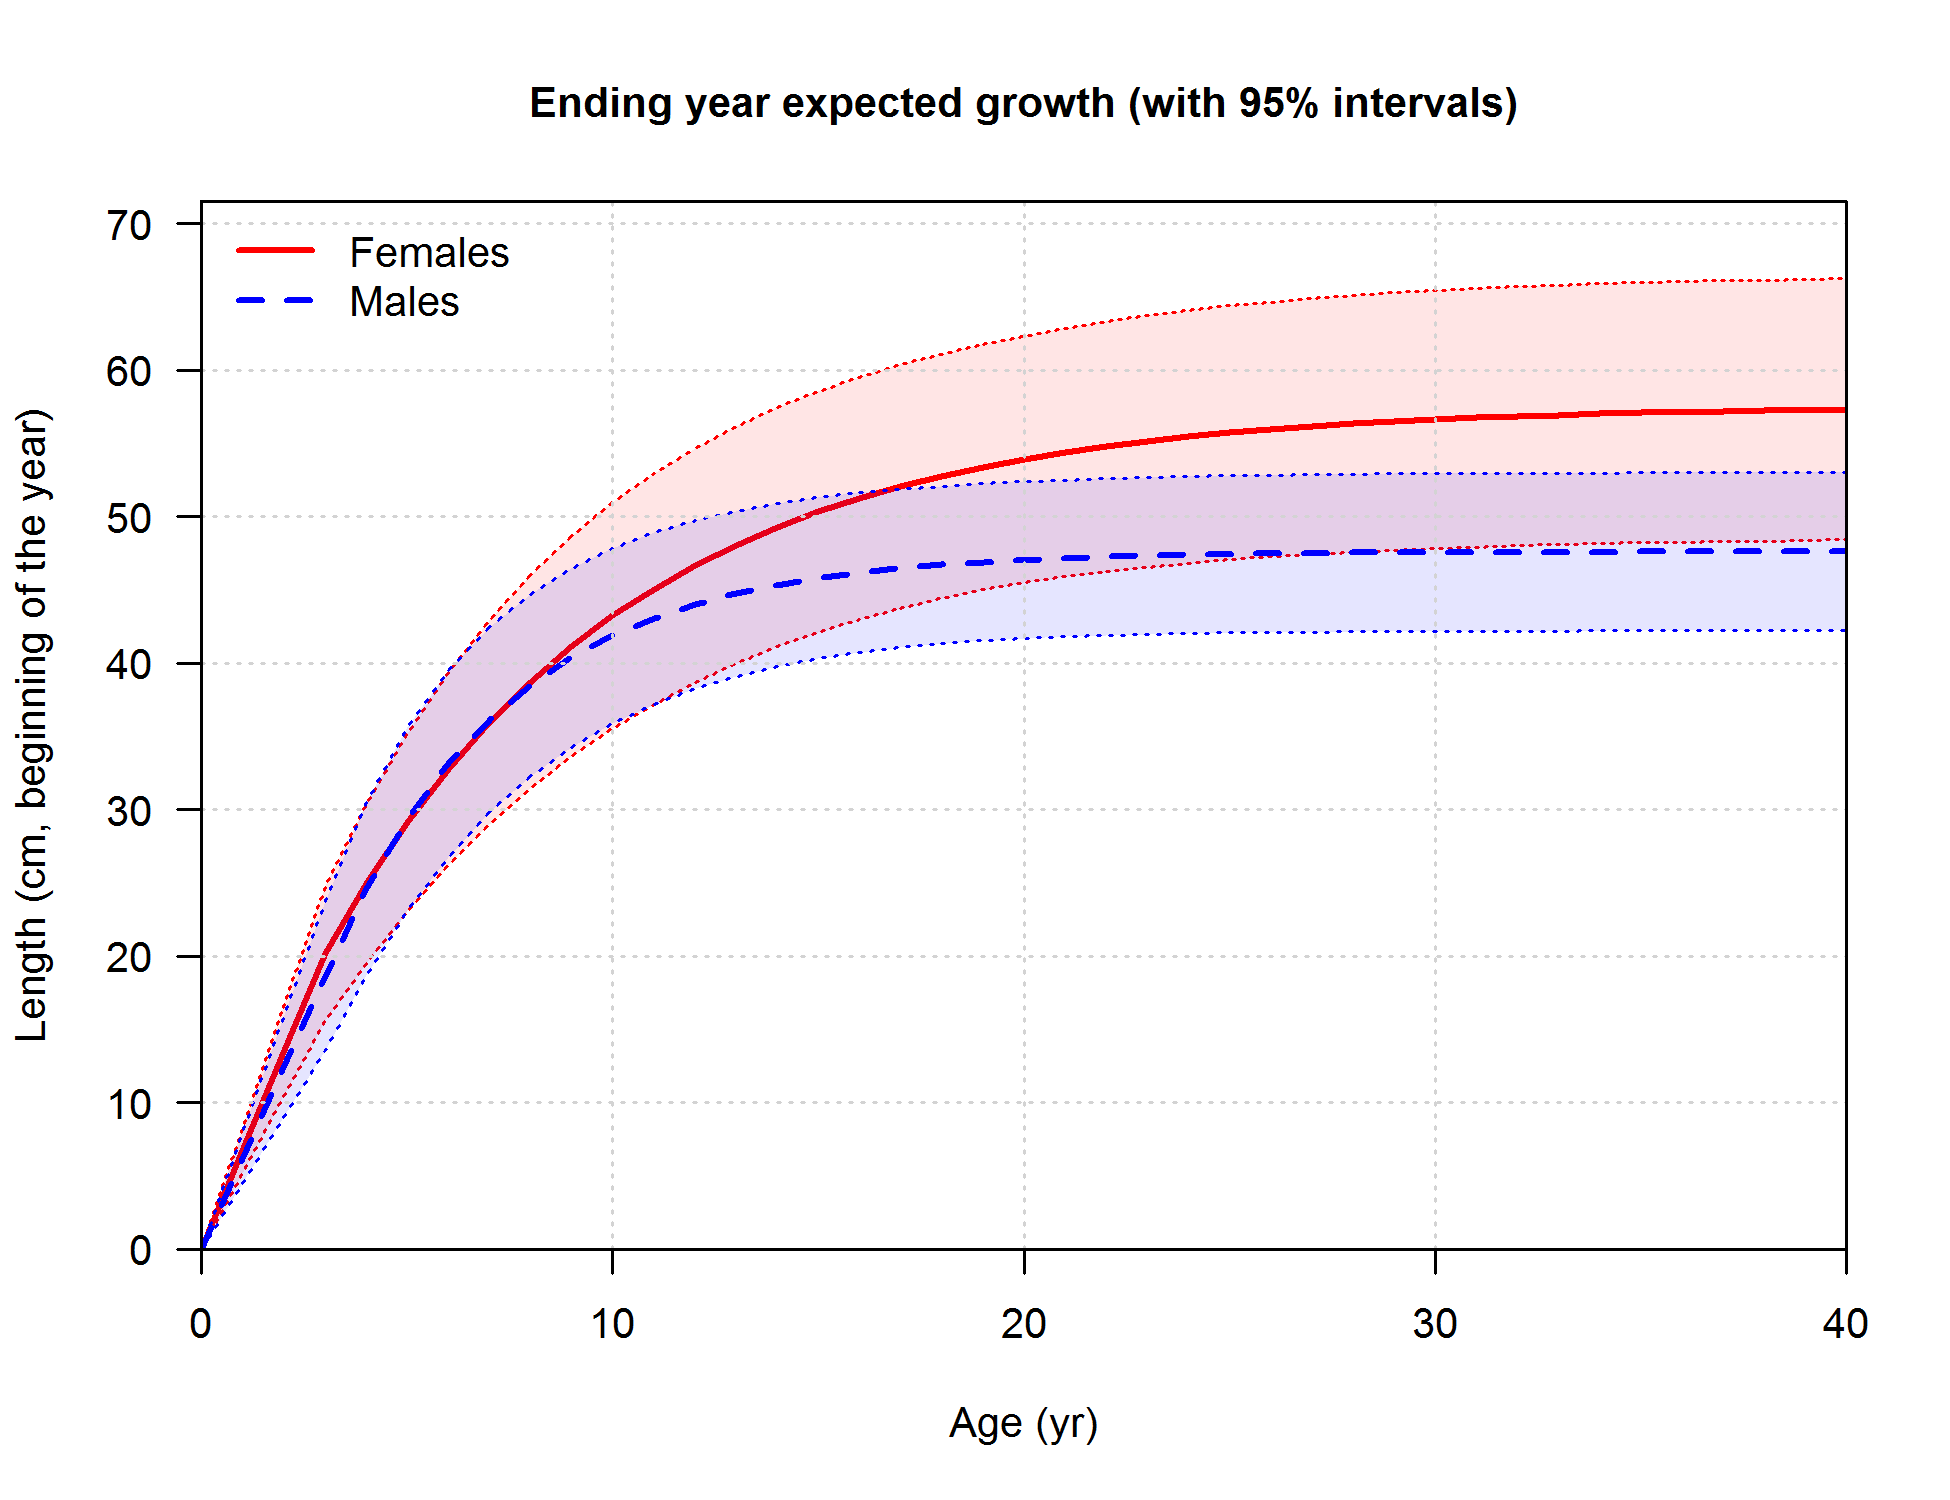 Ending year expected growth (with 95% intervals)
70
60
50
40
30
20
10
0
Length (cm, beginning of the year)
Females
Males
0 10 20 30 40
Age (yr)